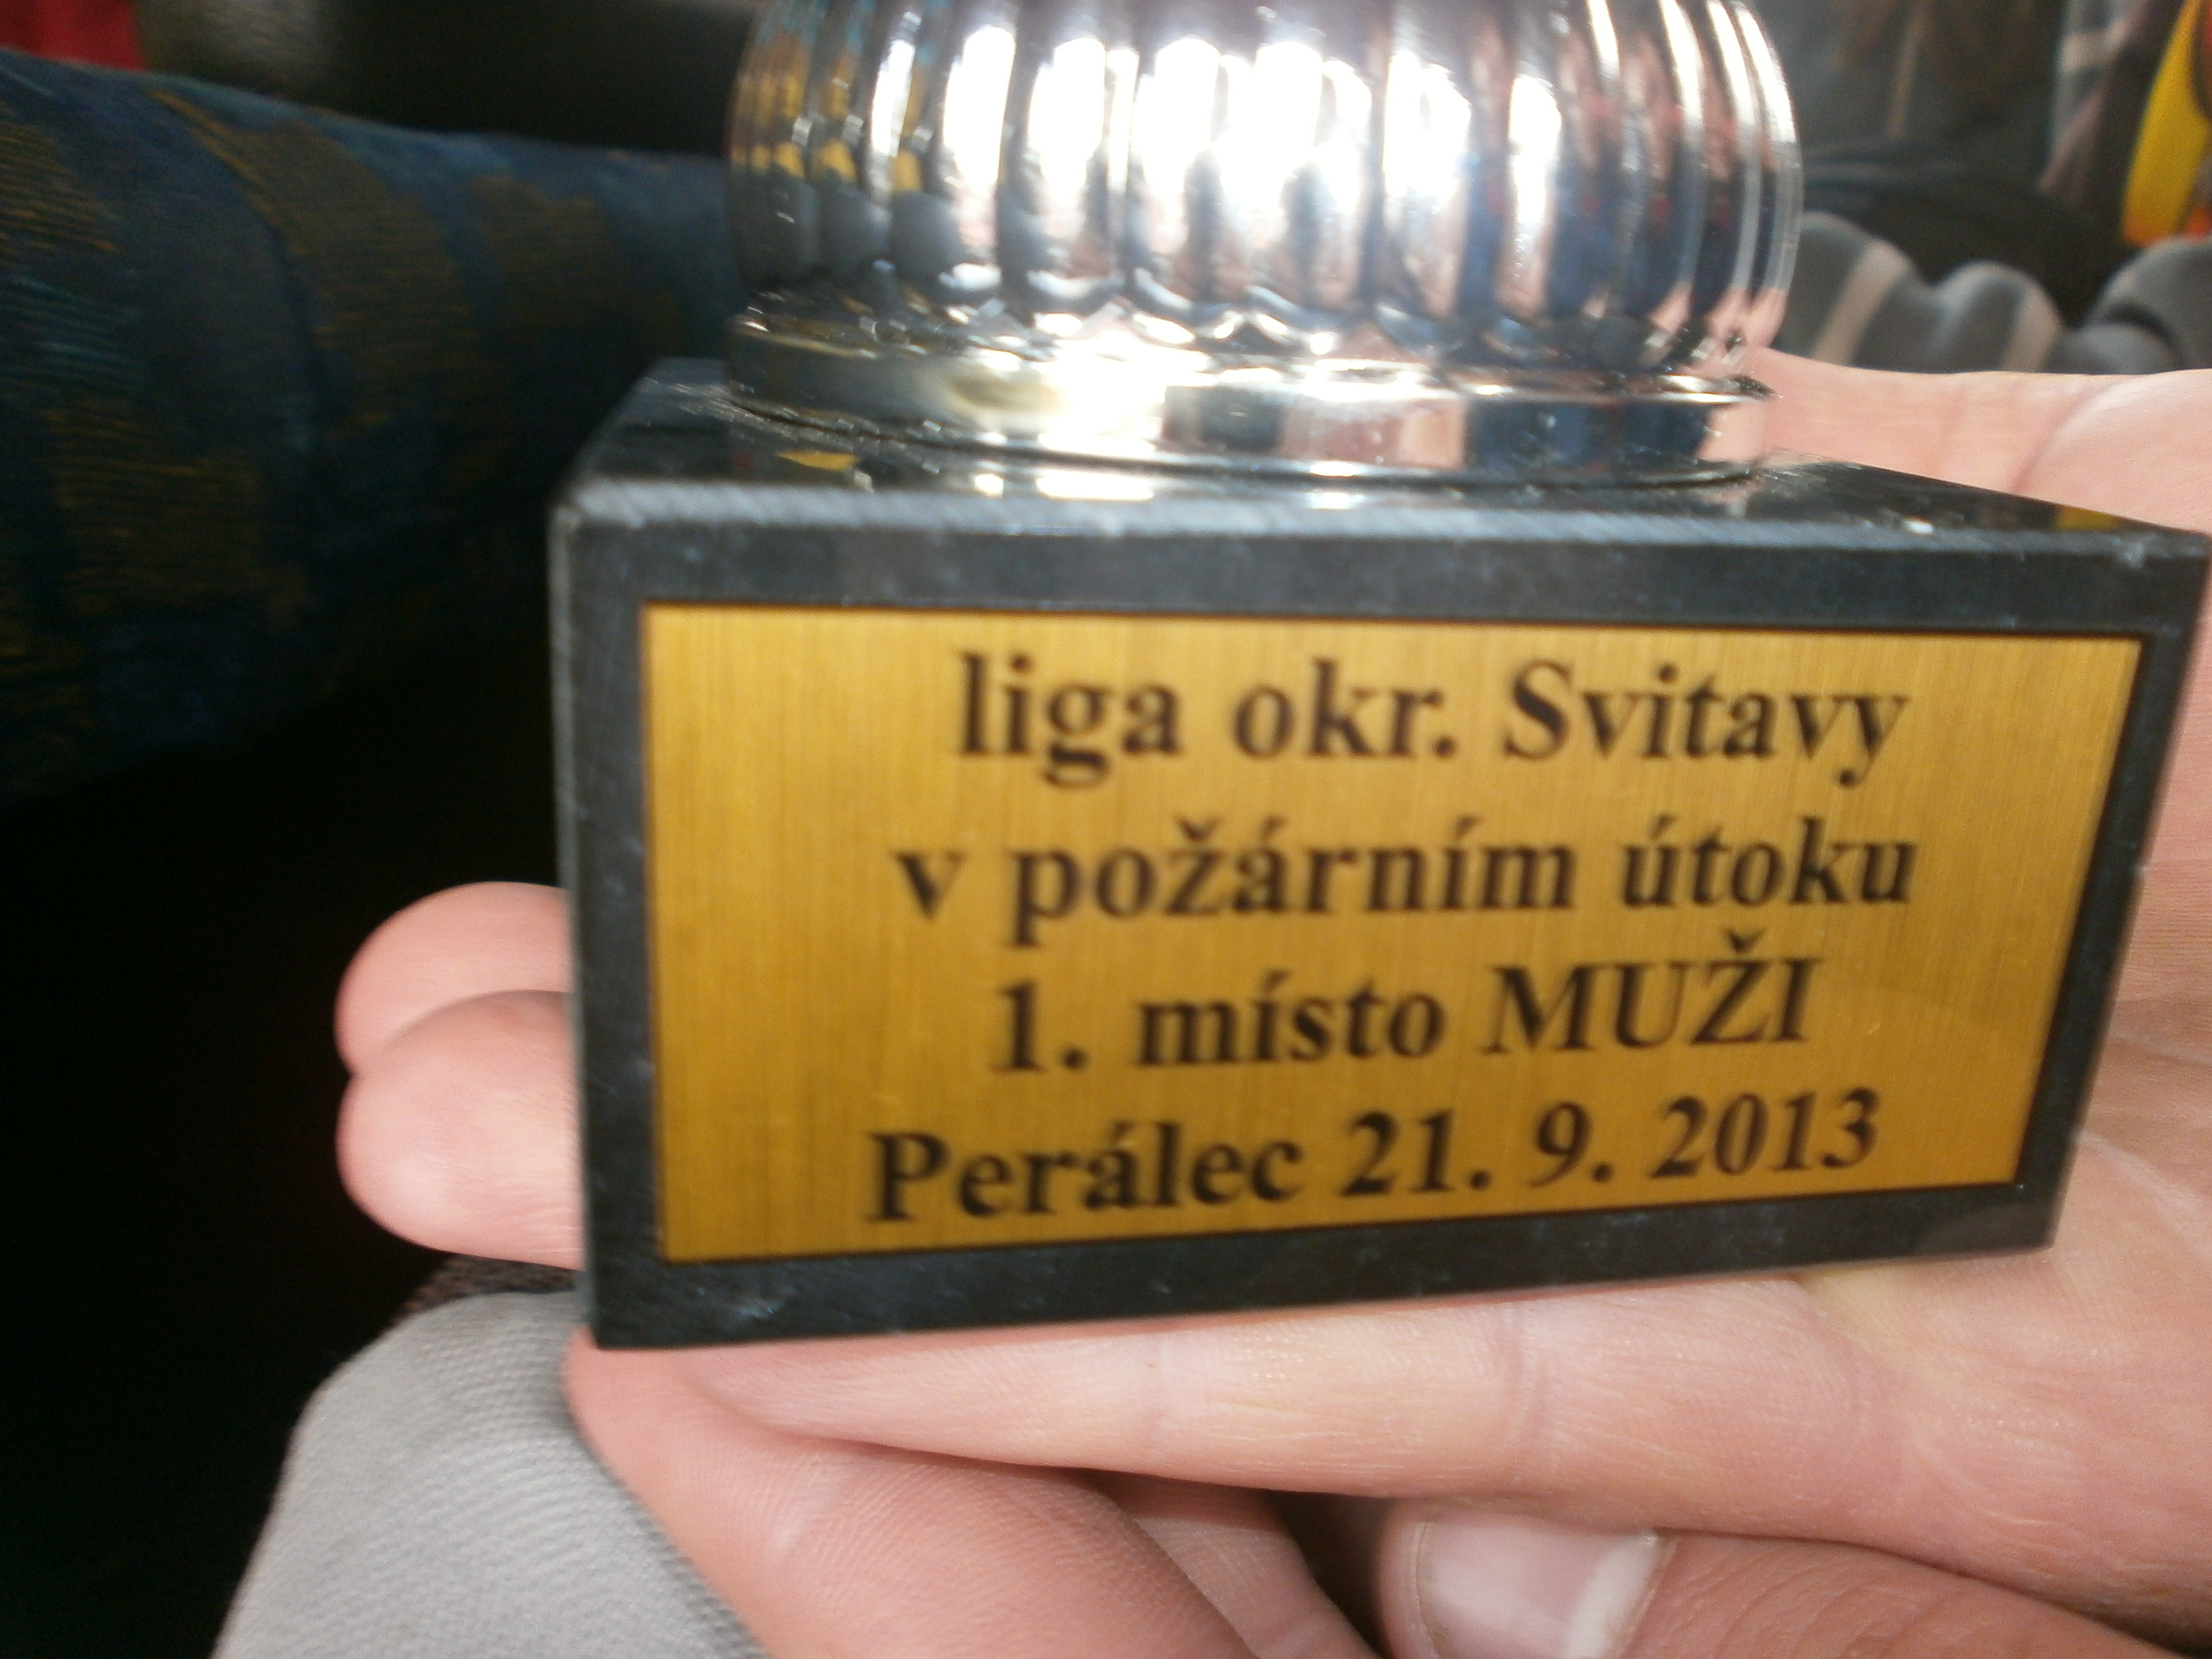 liga okr. Svitavy
v požárním útoku
1. místo MUŽI
Perálec 21. 9. 2013